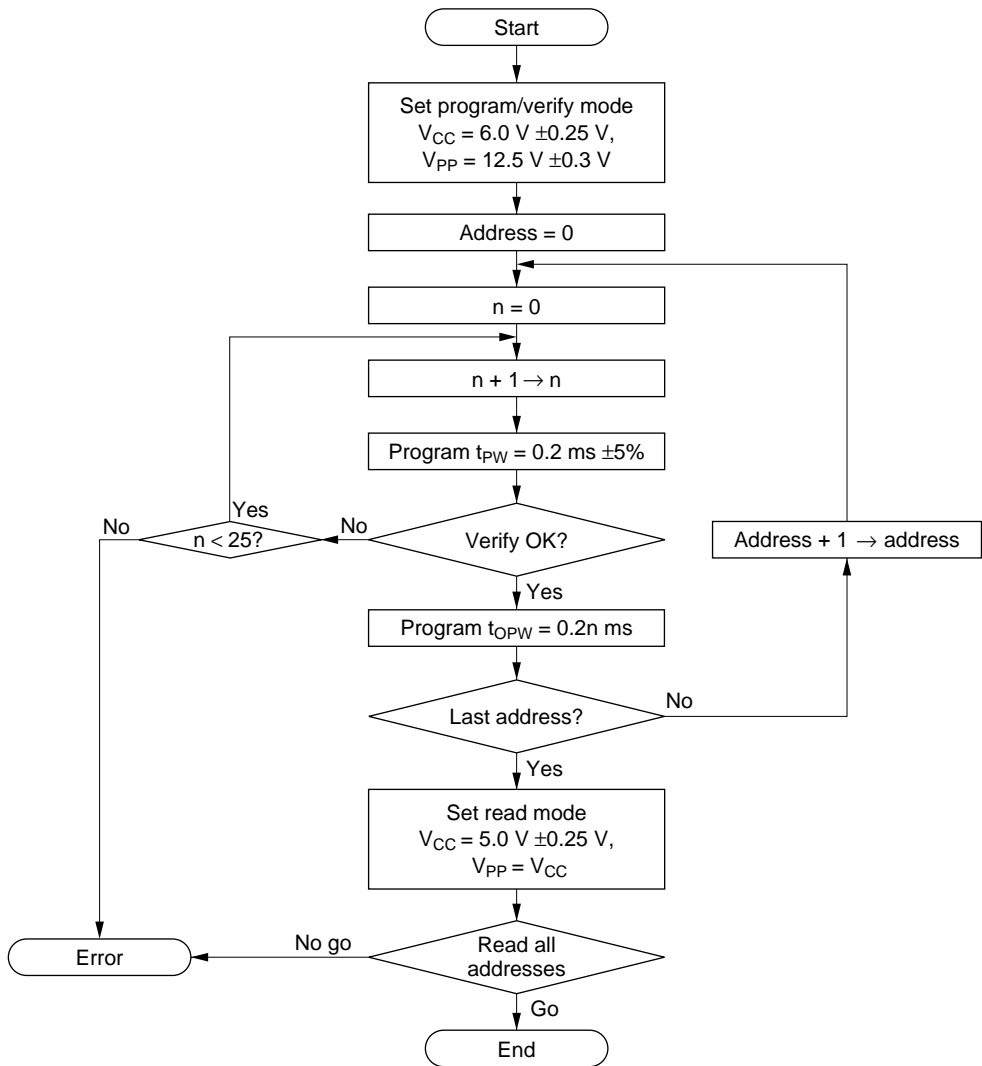 Start
Set program/verify mode
VCC = 6.0 V ±0.25 V,
VPP = 12.5 V ±0.3 V
Address = 0
n = 0
n + 1 → n
Program tPW = 0.2 ms ±5%
Verify OK?
No
n < 25?
Yes
No
Address + 1 → address
Yes
Program tOPW = 0.2n ms
Last address?
No
Yes
Set read mode
VCC = 5.0 V ±0.25 V,
VPP = VCC
Read all
addresses
No go
Error
Go
End